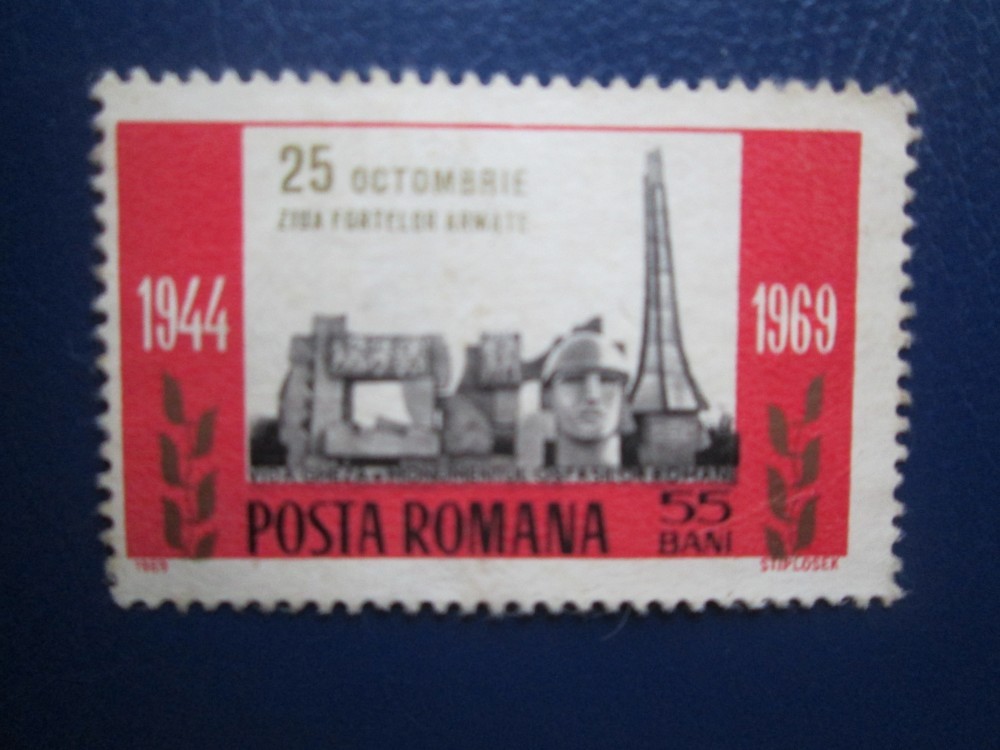 25 OCTOMBRIE
ZIUA FORTELOR ARMATE
1944
1969
POSTA ROMANA
55
BANI
1969
STIPLOSEK